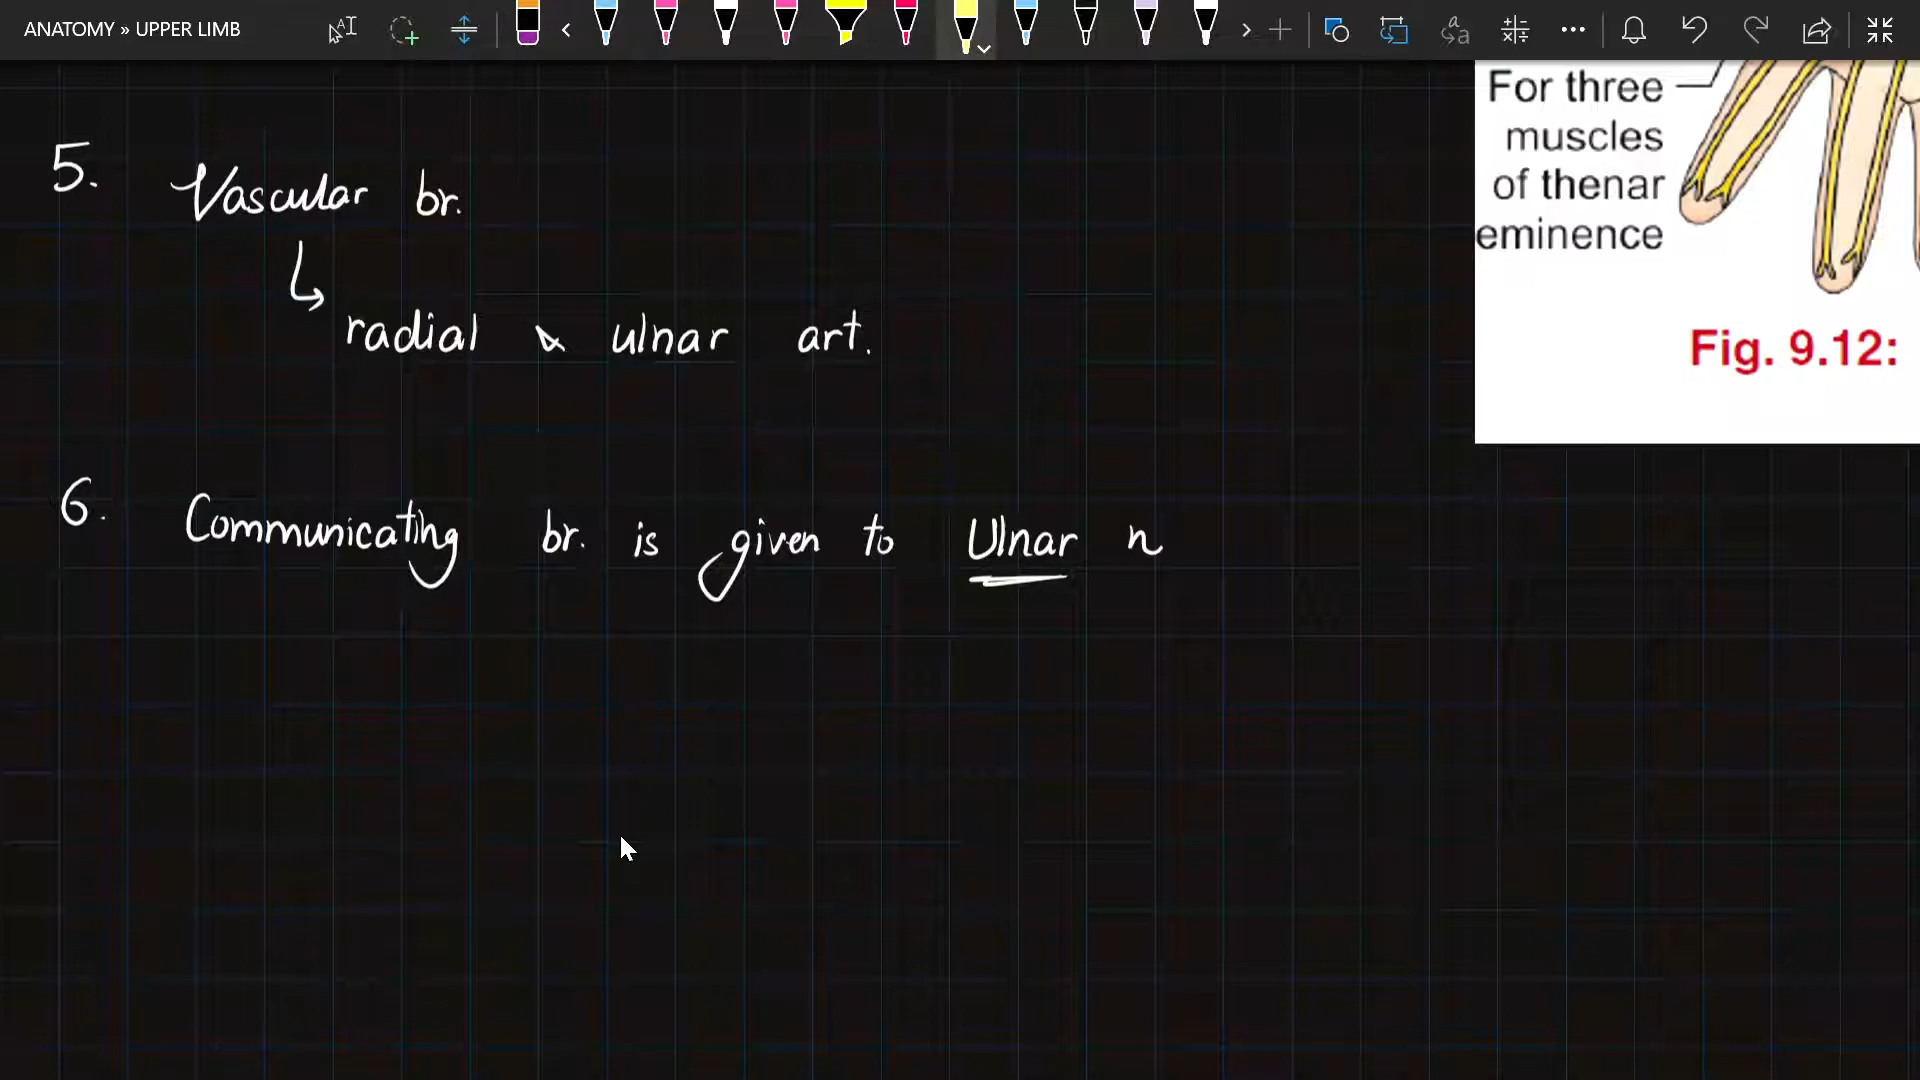 ANATOMY » UPPER LIMB
For three
muscles
of thenar
eminence
Fig. 9.12:
5. Vascular br.
↳ radial & ulnar art.
6. Communicating br. is given to Ulnar n